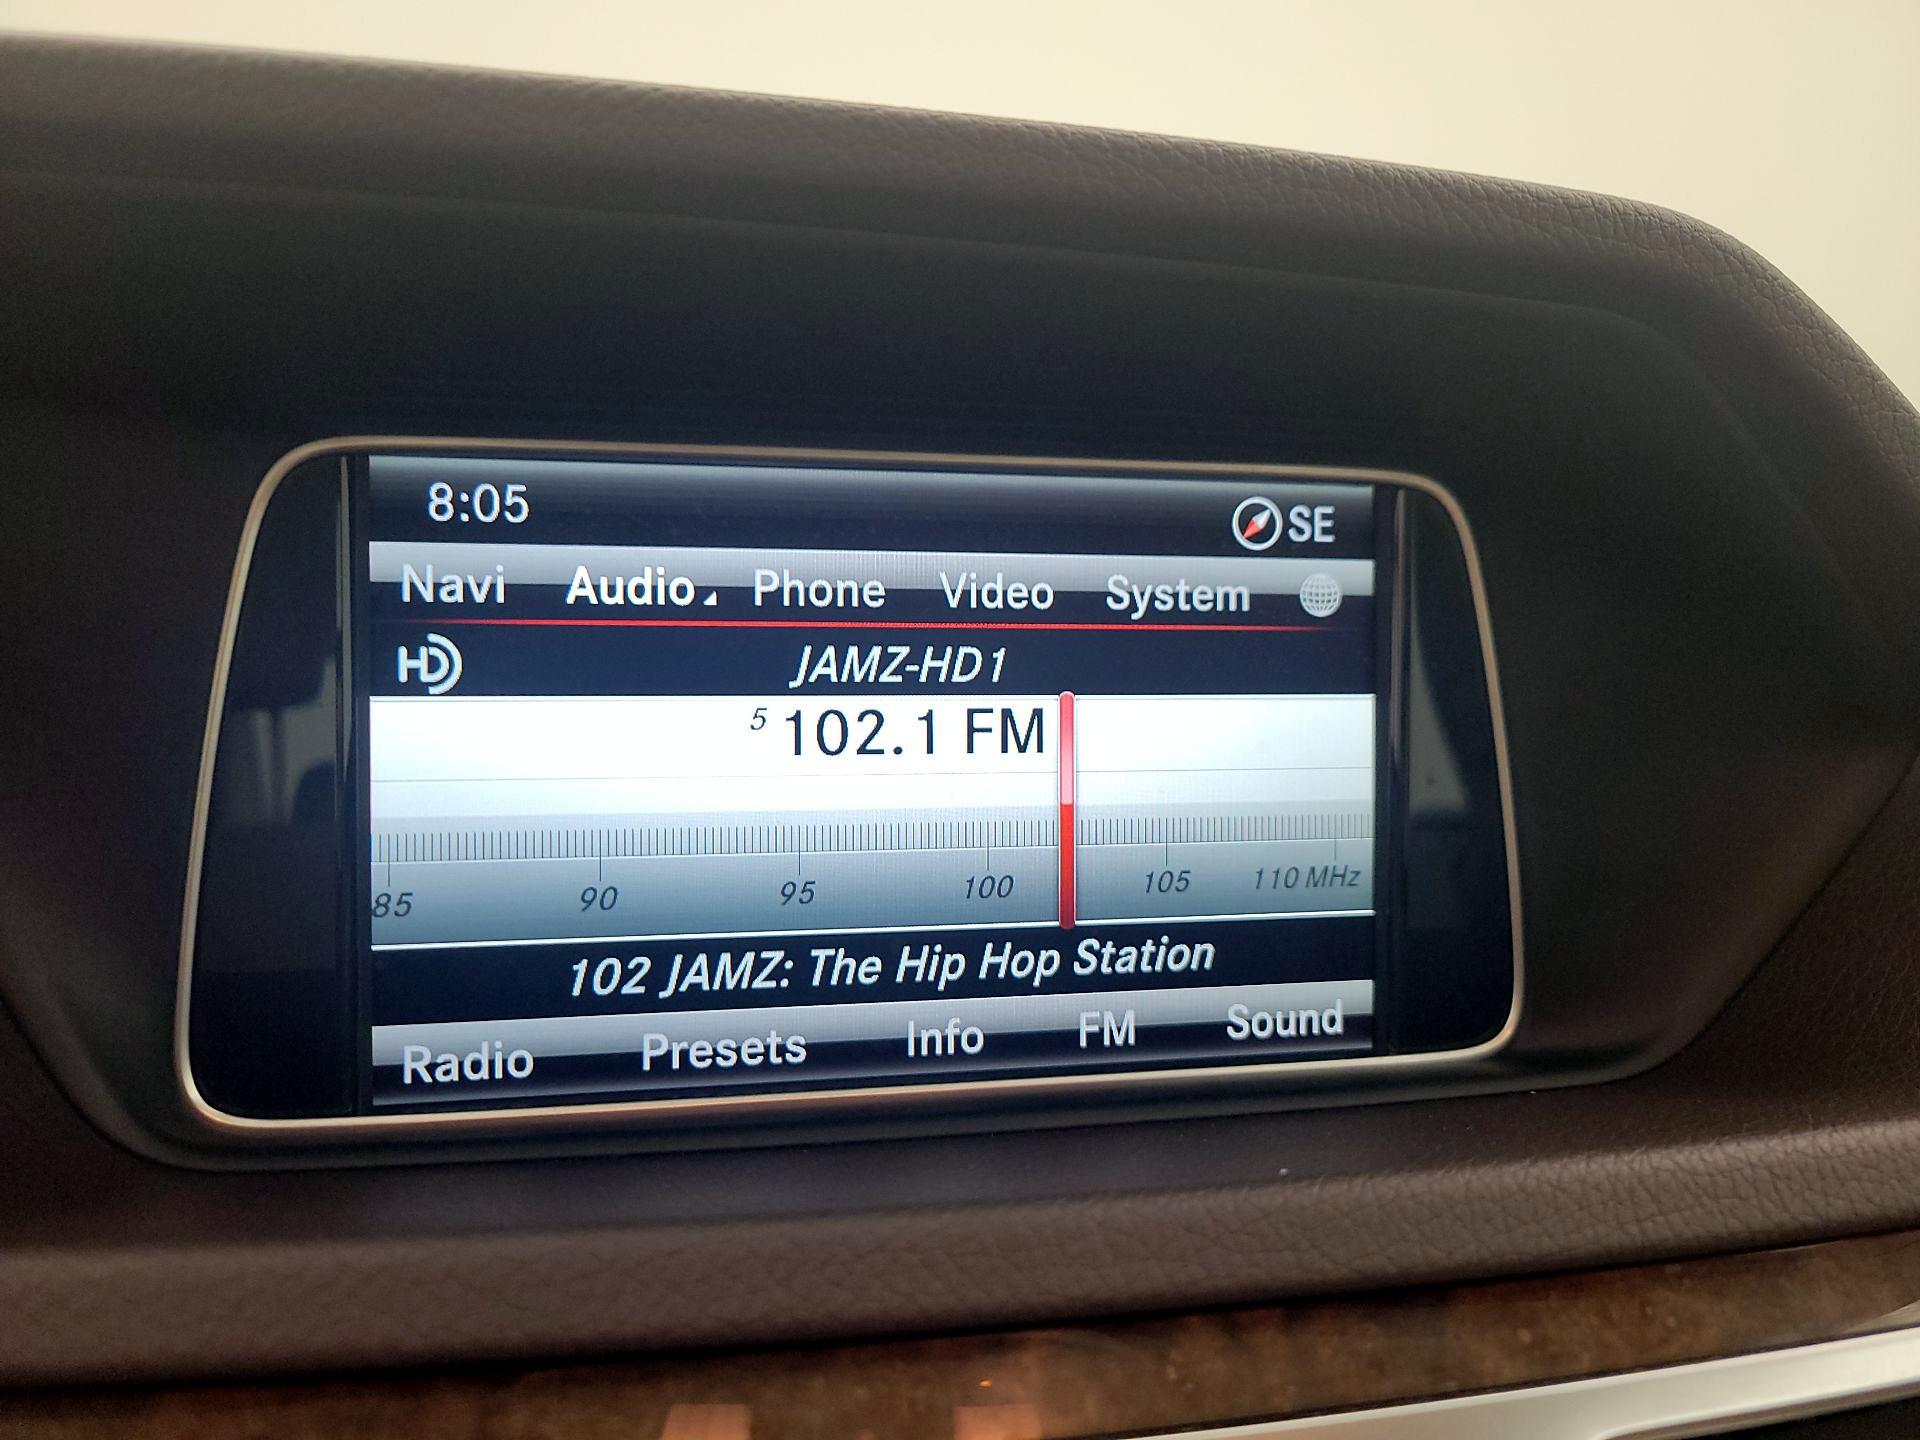 8:05 SE
Navi Audio Phone Video System
HD JAMZ-HD1
5 102.1 FM
85 90 95 100 105 110 MHz
102 JAMZ: The Hip Hop Station
Radio Presets Info FM Sound